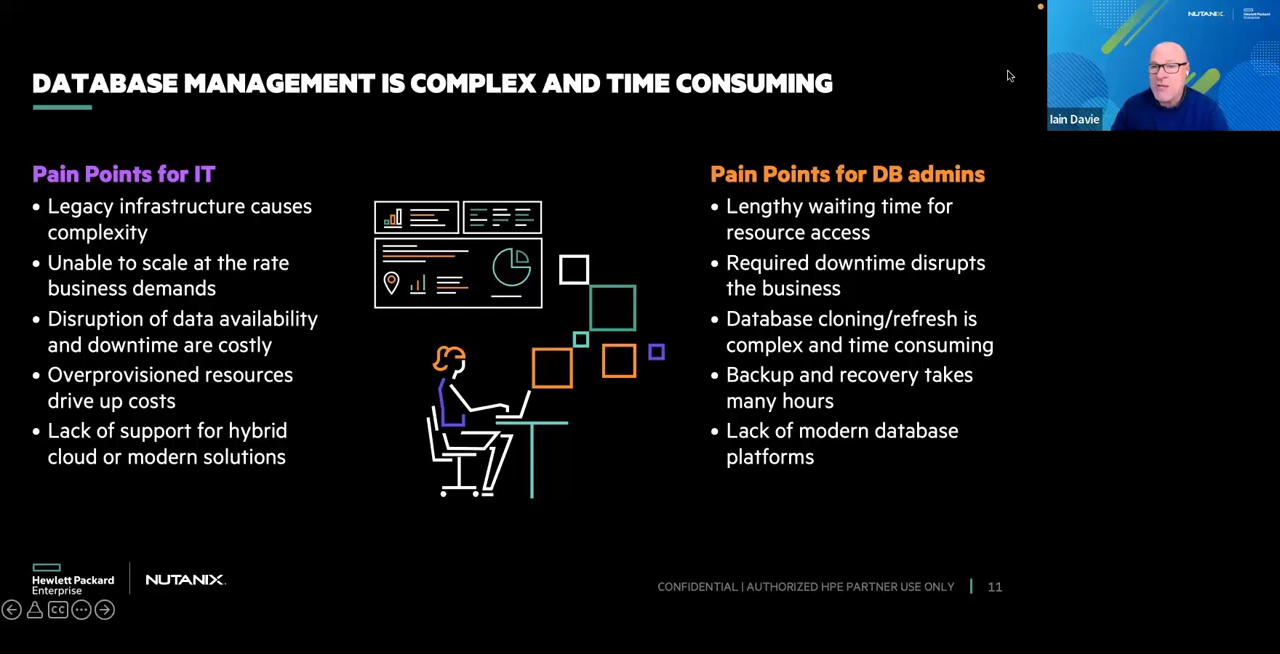 NUTANIX
Hewlett Packard
Enterprise
Iain Davie
DATABASE MANAGEMENT IS COMPLEX AND TIME CONSUMING
Pain Points for IT
• Legacy infrastructure causes
complexity
• Unable to scale at the rate
business demands
• Disruption of data availability
and downtime are costly
• Overprovisioned resources
drive up costs
• Lack of support for hybrid
cloud or modern solutions
Pain Points for DB admins
• Lengthy waiting time for
resource access
• Required downtime disrupts
the business
• Database cloning/refresh is
complex and time consuming
• Backup and recovery takes
many hours
• Lack of modern database
platforms
Hewlett Packard
Enterprise
NUTANIX.
CONFIDENTIAL | AUTHORIZED HPE PARTNER USE ONLY
11
CC